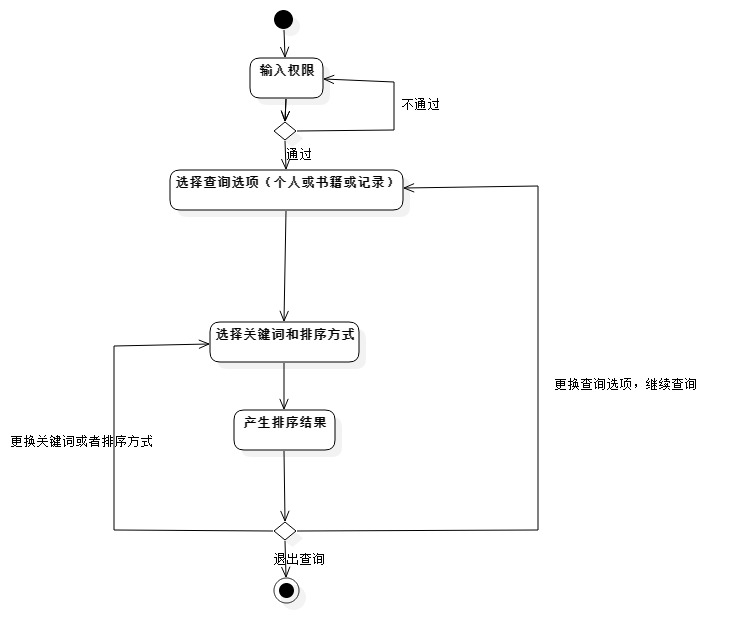 输入权限
不通过
通过
选择查询选项（个人或书籍或记录）
选择关键词和排序方式
更换查询选项，继续查询
产生排序结果
更换关键词或者排序方式
退出查询